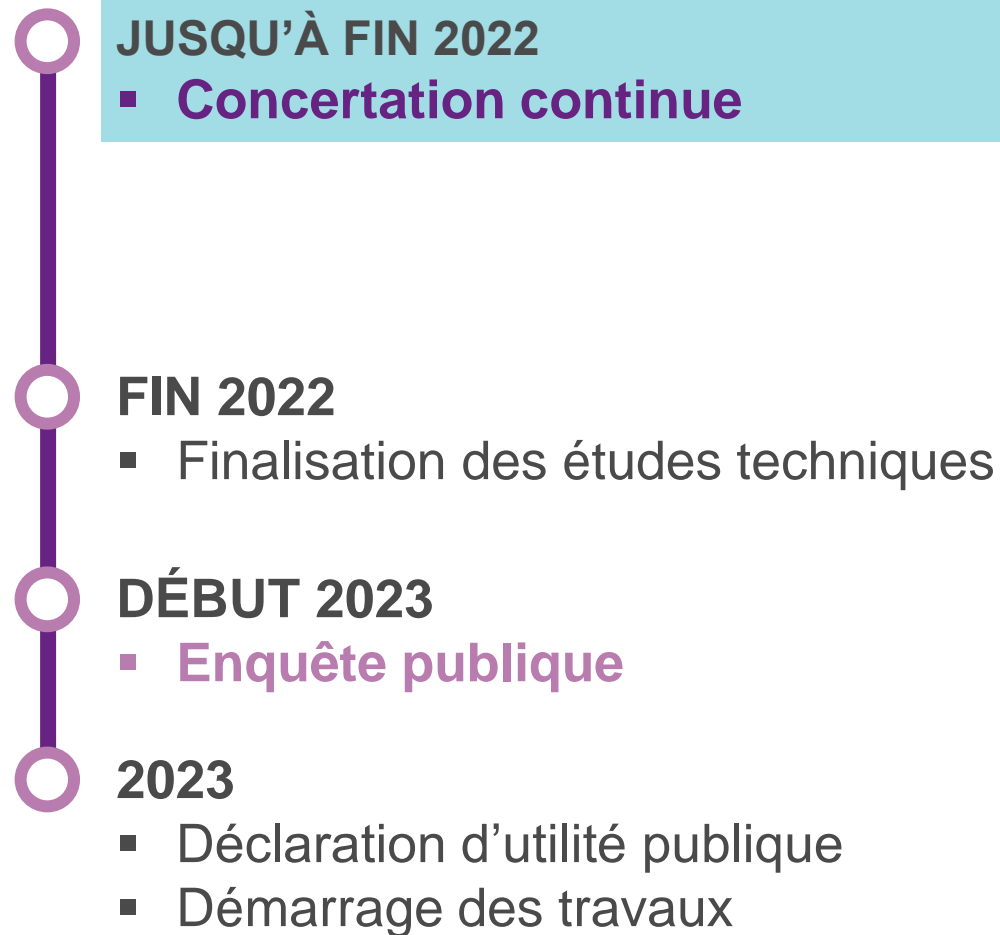 JUSQU’À FIN 2022
▪ Concertation continue
FIN 2022
▪ Finalisation des études techniques
DÉBUT 2023
▪ Enquête publique
2023
▪ Déclaration d’utilité publique
▪ Démarrage des travaux